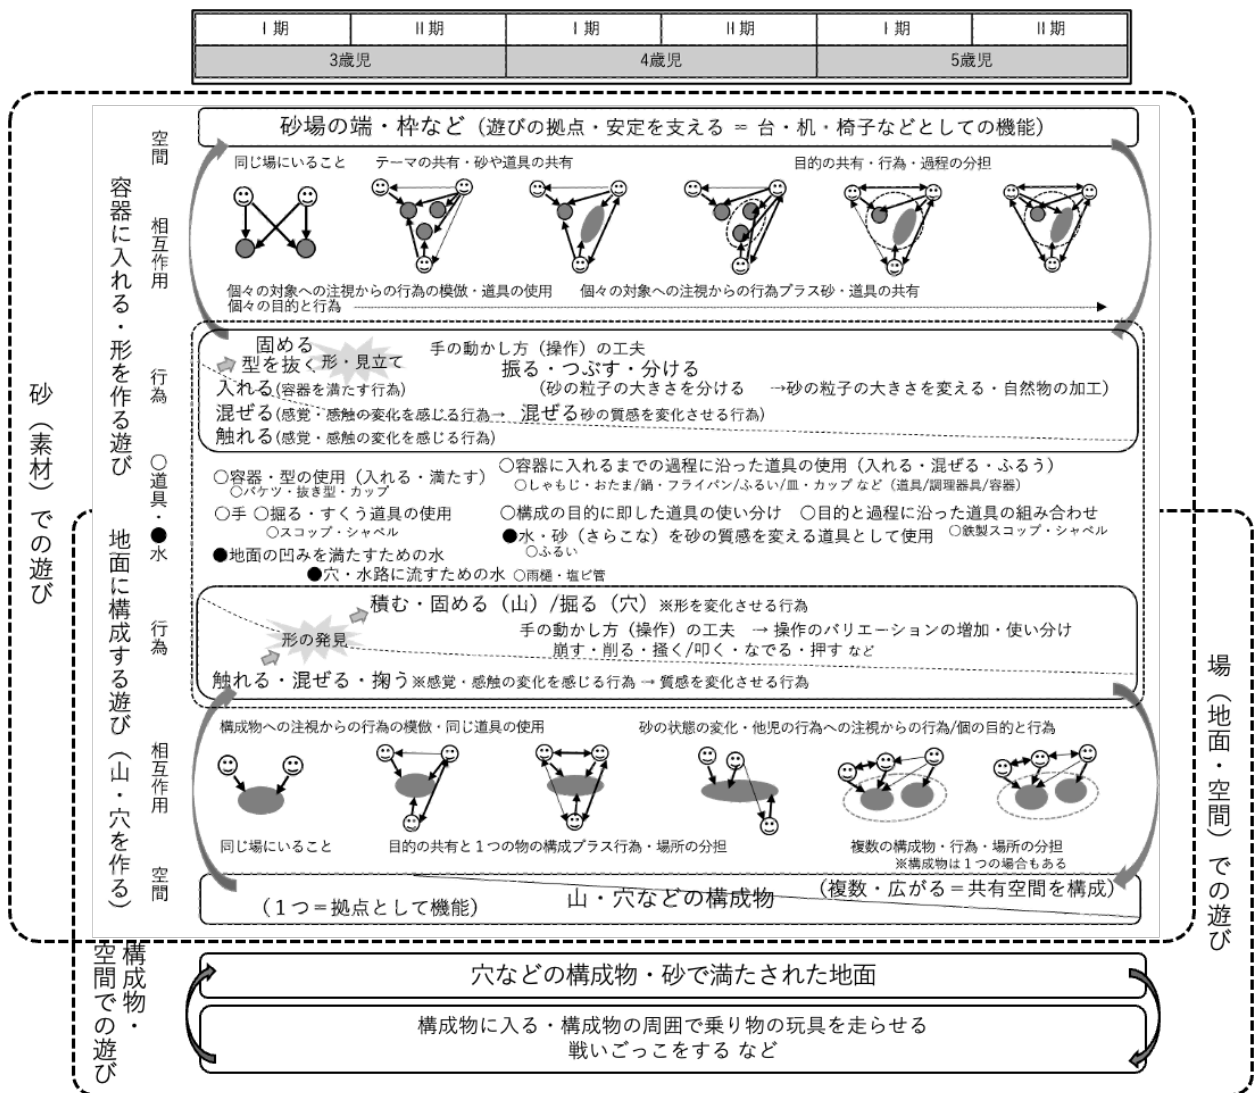 Ⅰ期 Ⅱ期 Ⅰ期 Ⅱ期 Ⅰ期 Ⅱ期
3歳児 4歳児 5歳児
砂（素材）での遊び
容器に入れる・形を作る遊び
空間
砂場の端・枠など（遊びの拠点・安定を支える ＝ 台・机・椅子などとしての機能）
相互作用
同じ場にいること テーマの共有・砂や道具の共有 目的の共有・行為・過程の分担
個々の対象への注視からの行為の模倣・道具の使用 個々の対象への注視からの行為プラス砂・道具の共有
個々の目的と行為
行為
固める
型を抜く 形・見立て
手の動かし方（操作）の工夫
振る・つぶす・分ける
入れる(容器を満たす行為) （砂の粒子の大きさを分ける →砂の粒子の大きさを変える・自然物の加工）
混ぜる(感覚・感触の変化を感じる行為→ 混ぜる砂の質感を変化させる行為)
触れる(感覚・感触の変化を感じる行為)
○道具・●水
○容器・型の使用（入れる・満たす）
○バケツ・抜き型・カップ
○容器に入れるまでの過程に沿った道具の使用（入れる・混ぜる・ふるう）
○しゃもじ・おたま/鍋・フライパン/ふるい/皿・カップ など（道具/調理器具/容器）
○手 ○掘る・すくう道具の使用
○スコップ・シャベル
○構成の目的に即した道具の使い分け ○目的と過程に沿った道具の組み合わせ
○鉄製スコップ・シャベル
●水・砂（さらこな）を砂の質感を変える道具として使用
○ふるい
●地面の凹みを満たすための水
●穴・水路に流すための水 ○雨樋・塩ビ管
地面に構成する遊び（山・穴を作る）
行為
積む・固める（山）/掘る（穴）※形を変化させる行為
形の発見
手の動かし方（操作）の工夫 → 操作のバリエーションの増加・使い分け
崩す・削る・掻く/叩く・なでる・押す など
触れる・混ぜる・掬う※感覚・感触の変化を感じる行為 → 質感を変化させる行為
相互作用
構成物への注視からの行為の模倣・同じ道具の使用 砂の状態の変化・他児の行為への注視からの行為/個の目的と行為
同じ場にいること 目的の共有と１つの物の構成プラス行為・場所の分担 複数の構成物・行為・場所の分担
※構成物は１つの場合もある
空間
（１つ＝拠点として機能） 山・穴などの構成物 （複数・広がる＝共有空間を構成）
場（地面・空間）での遊び
構成物・
空間での遊び
穴などの構成物・砂で満たされた地面
構成物に入る・構成物の周囲で乗り物の玩具を走らせる
戦いごっこをする など